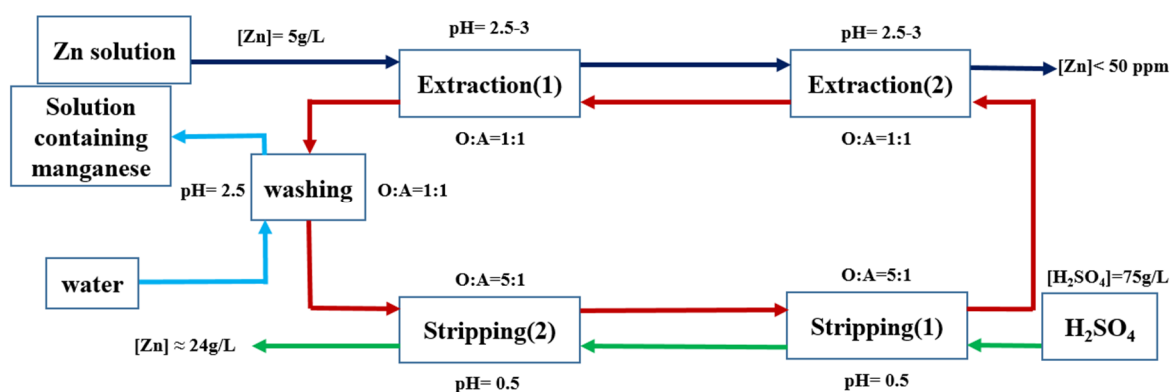 Zn solution
[Zn]= 5g/L
pH= 2.5-3
Extraction(1)
O:A=1:1
pH= 2.5-3
Extraction(2)
O:A=1:1
[Zn]< 50 ppm
Solution
containing
manganese
pH= 2.5
washing
O:A=1:1
water
O:A=5:1
Stripping(2)
pH= 0.5
[Zn] ≈ 24g/L
O:A=5:1
Stripping(1)
pH= 0.5
[H₂SO₄]=75g/L
H₂SO₄